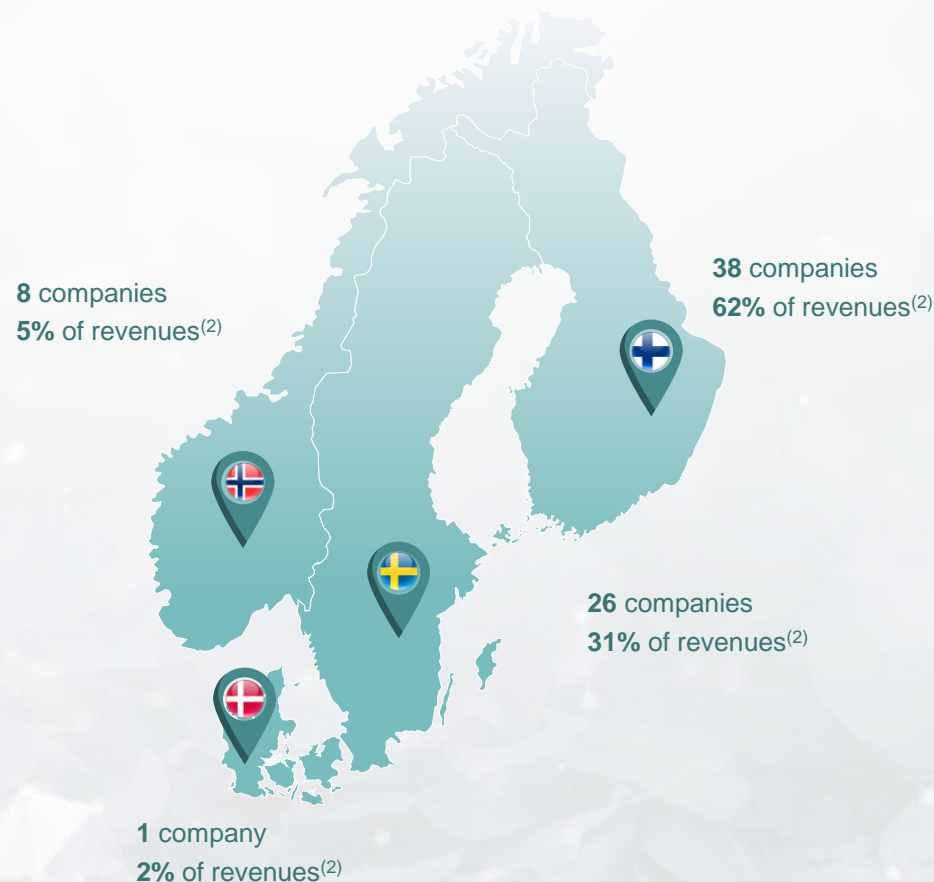 38 companies
62% of revenues(2)
8 companies
5% of revenues(2)
26 companies
31% of revenues(2)
1 company
2% of revenues(2)